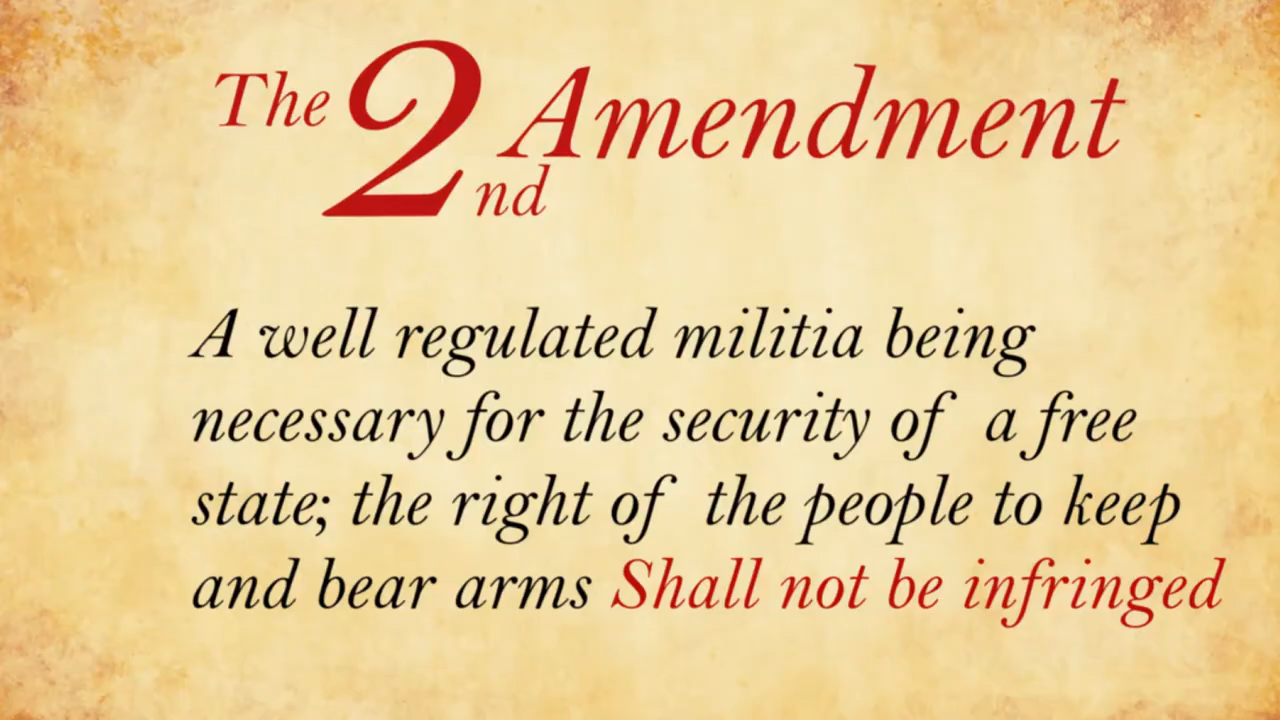 The 2nd Amendment
A well regulated militia being
necessary for the security of a free
state; the right of the people to keep
and bear arms Shall not be infringed